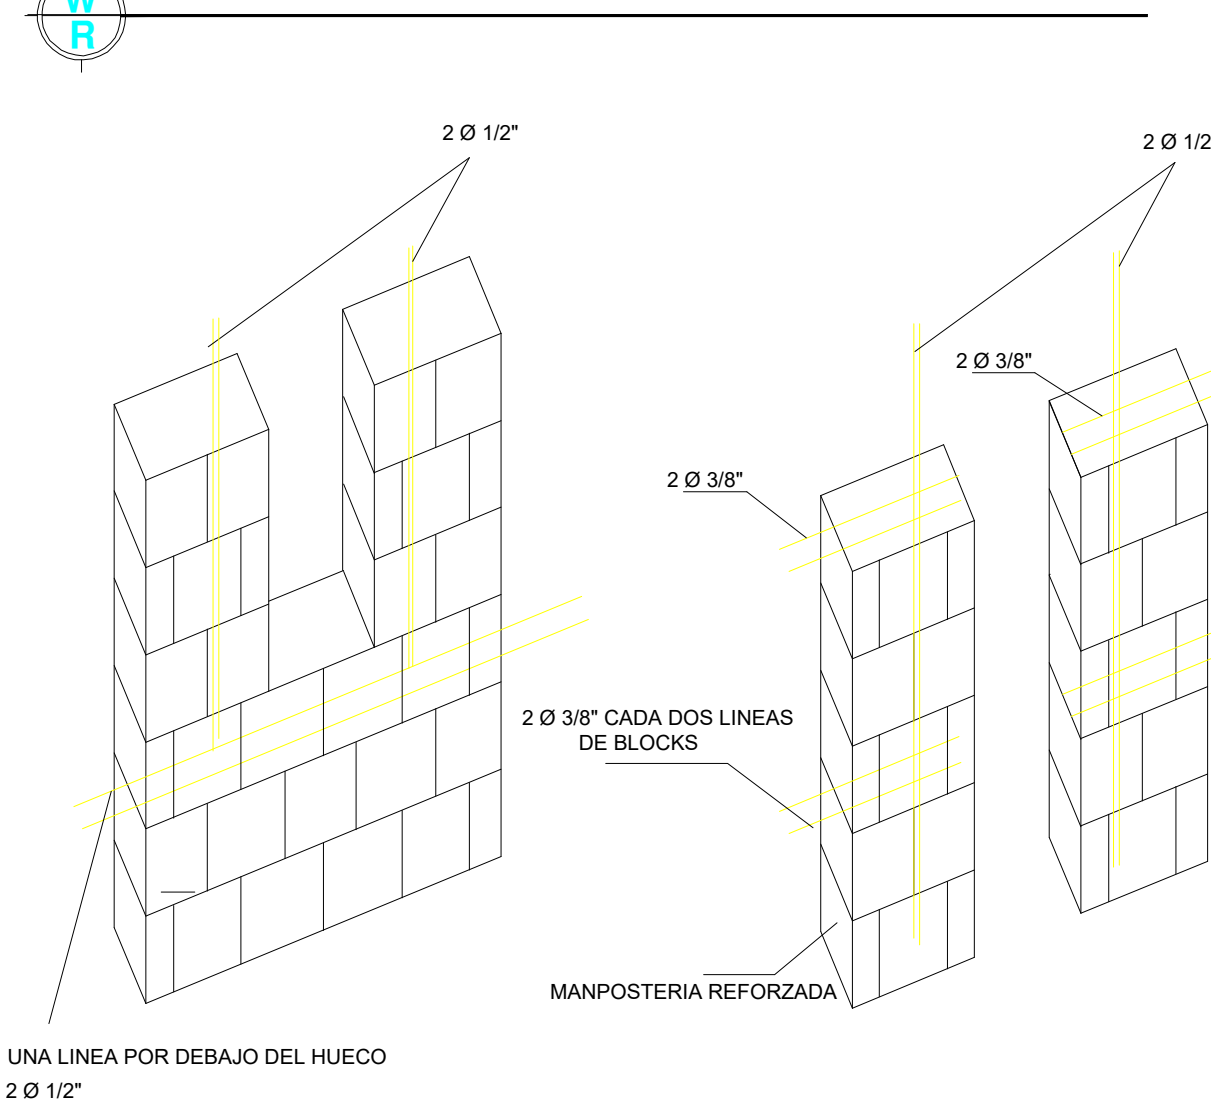 W
R
2 Ø 1/2"
2 Ø 1/2
2 Ø 3/8"
2 Ø 3/8"
2 Ø 3/8" CADA DOS LINEAS
DE BLOCKS
MANPOSTERIA REFORZADA
UNA LINEA POR DEBAJO DEL HUECO
2 Ø 1/2"